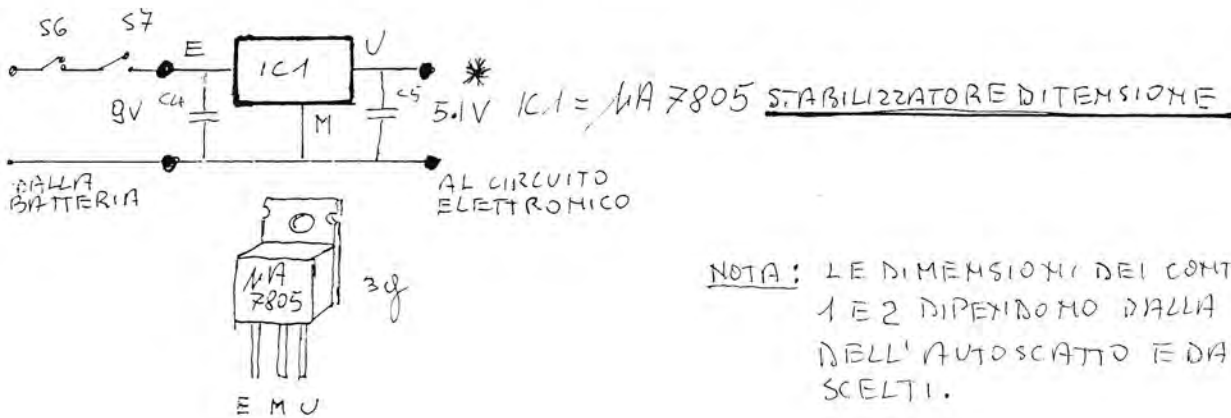 S6 S7
E IC1 U
9V C4 M C5 5.1V IC1 = µA 7805 STABILIZZATORE DI TENSIONE
DALLA
BATTERIA
AL CIRCUITO
ELETTRONICO
µA
7805
3g
E M U
NOTA: LE DIMENSIONI DEI CONT
1 E 2 DIPENDONO DALLA
DELL'AUTOSCATTO E DA
SCELTI.